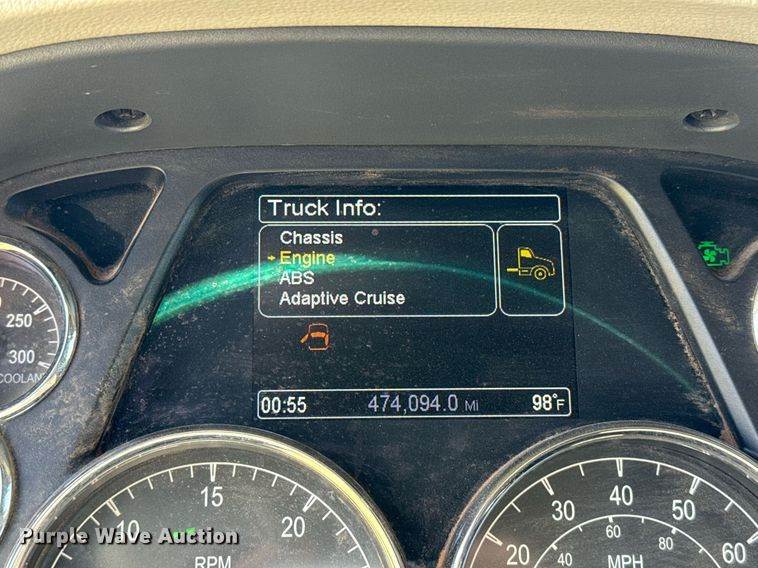 Truck Info:
Chassis
Engine
ABS
Adaptive Cruise
00:55 474,094.0 MI 98°F
250
300
COOLANT
10 15 20
RPM
20 30 40 50 60
40 60 80
MPH
Purple Wave Auction